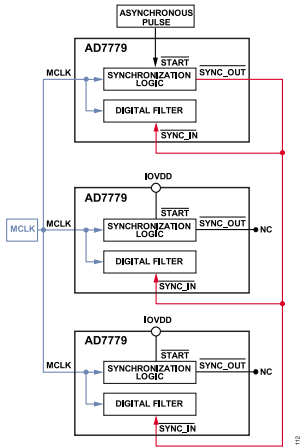 ASYNCHRONOUS
PULSE
AD7779
START
MCLK
SYNCHRONIZATION
LOGIC
SYNC_OUT
DIGITAL FILTER
SYNC_IN
IOVDD
AD7779
START
MCLK
MCLK
SYNCHRONIZATION
LOGIC
SYNC_OUT
NC
DIGITAL FILTER
SYNC_IN
IOVDD
AD7779
START
MCLK
SYNCHRONIZATION
LOGIC
SYNC_OUT
NC
DIGITAL FILTER
SYNC_IN
112